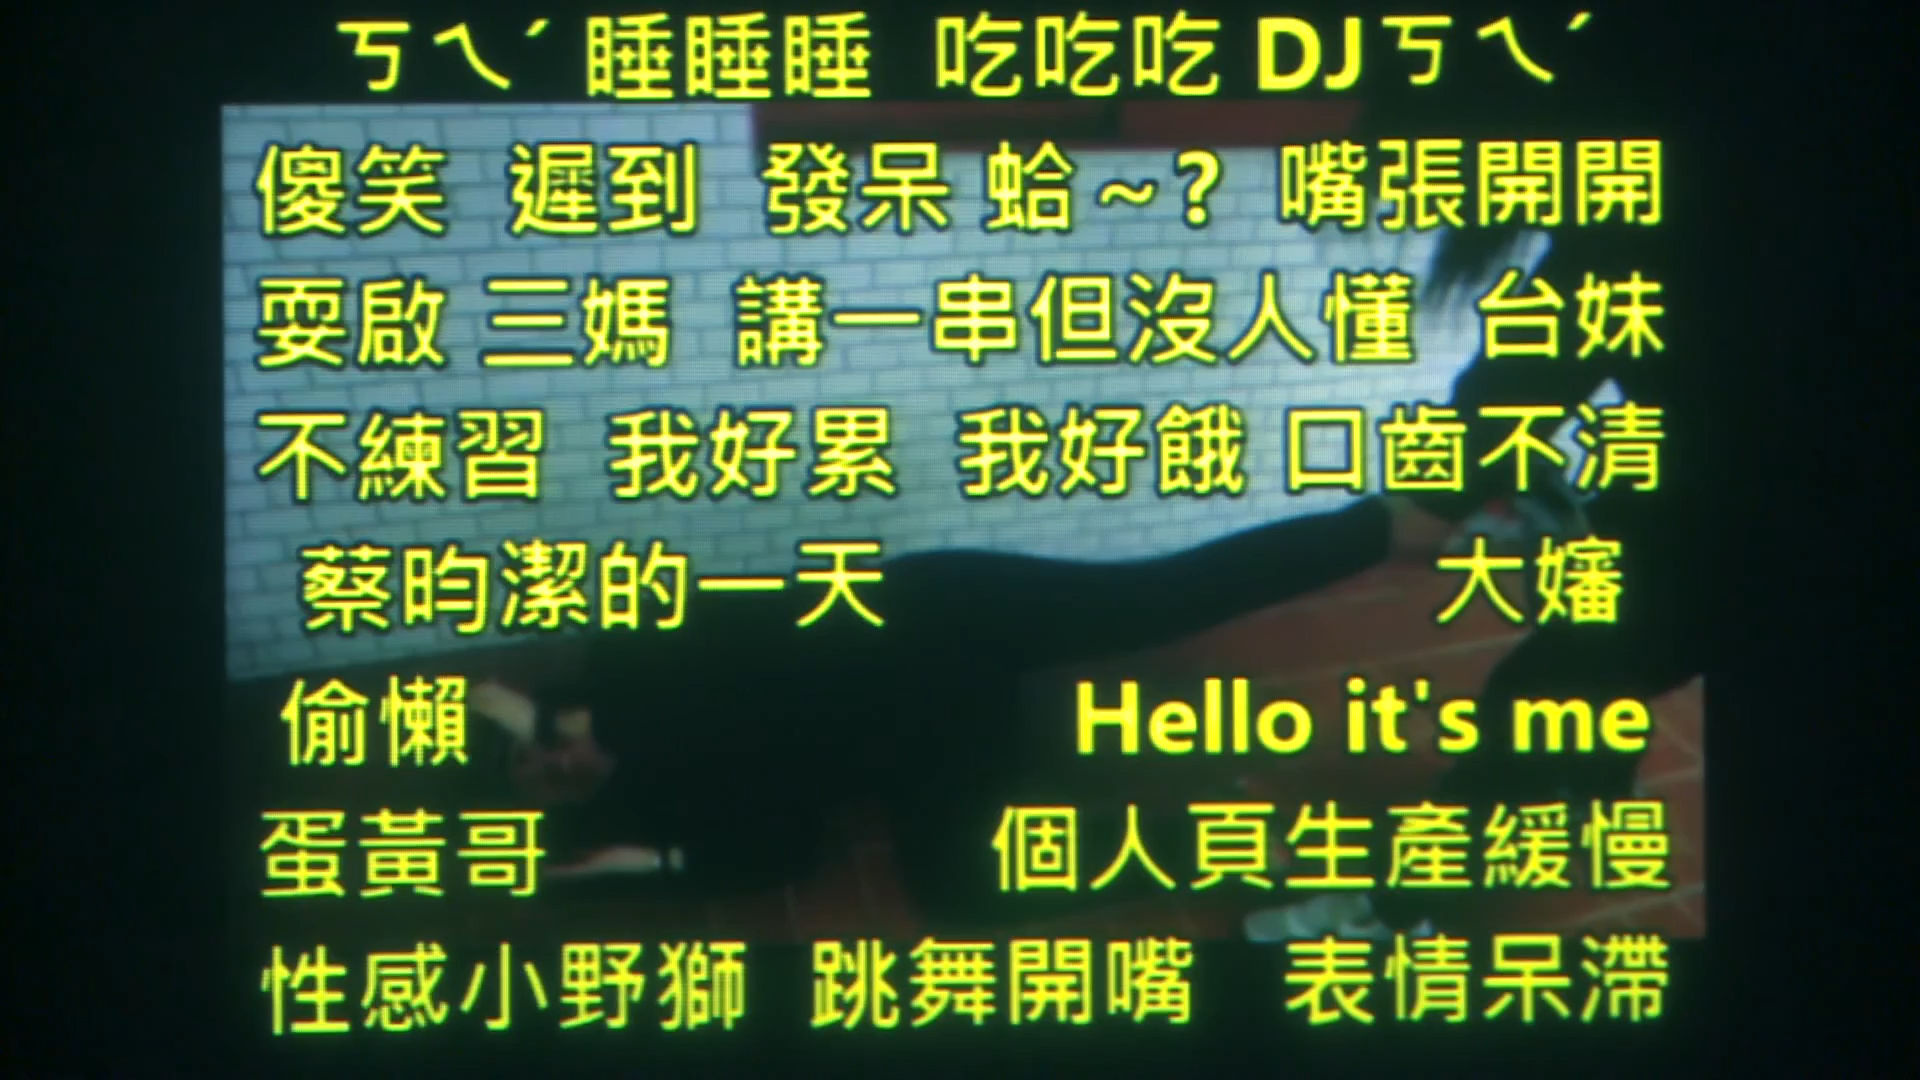 ㄎㄟˊ 睡睡睡 吃吃吃 DJㄎㄟˊ
傻笑 遲到 發呆 蛤~? 嘴張開開
耍啟 三媽 講一串但沒人懂 台妹
不練習 我好累 我好餓 口齒不清
蔡昀潔的一天 大嬸
偷懶 Hello it's me
蛋黃哥 個人頁生產緩慢
性感小野獅 跳舞開嘴 表情呆滯